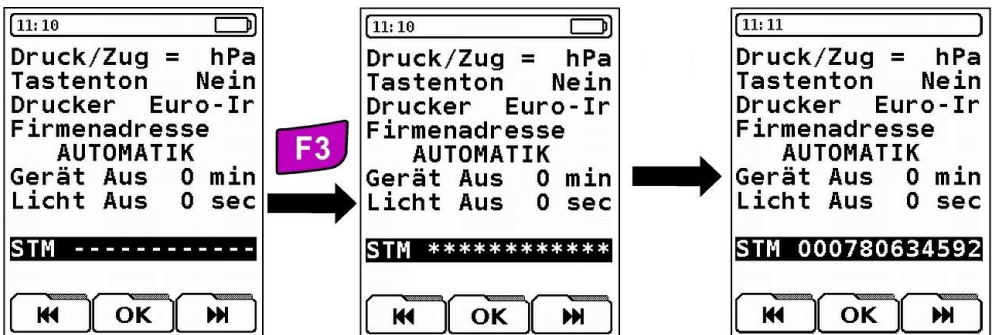 11:10
Druck/Zug = hPa
Tastenton Nein
Drucker Euro-Ir
Firmenadresse
AUTOMATIK
Gerät Aus 0 min
Licht Aus 0 sec
STM ------------
OK
F3
11:10
Druck/Zug = hPa
Tastenton Nein
Drucker Euro-Ir
Firmenadresse
AUTOMATIK
Gerät Aus 0 min
Licht Aus 0 sec
STM ************
OK
11:11
Druck/Zug = hPa
Tastenton Nein
Drucker Euro-Ir
Firmenadresse
AUTOMATIK
Gerät Aus 0 min
Licht Aus 0 sec
STM 000780634592
OK